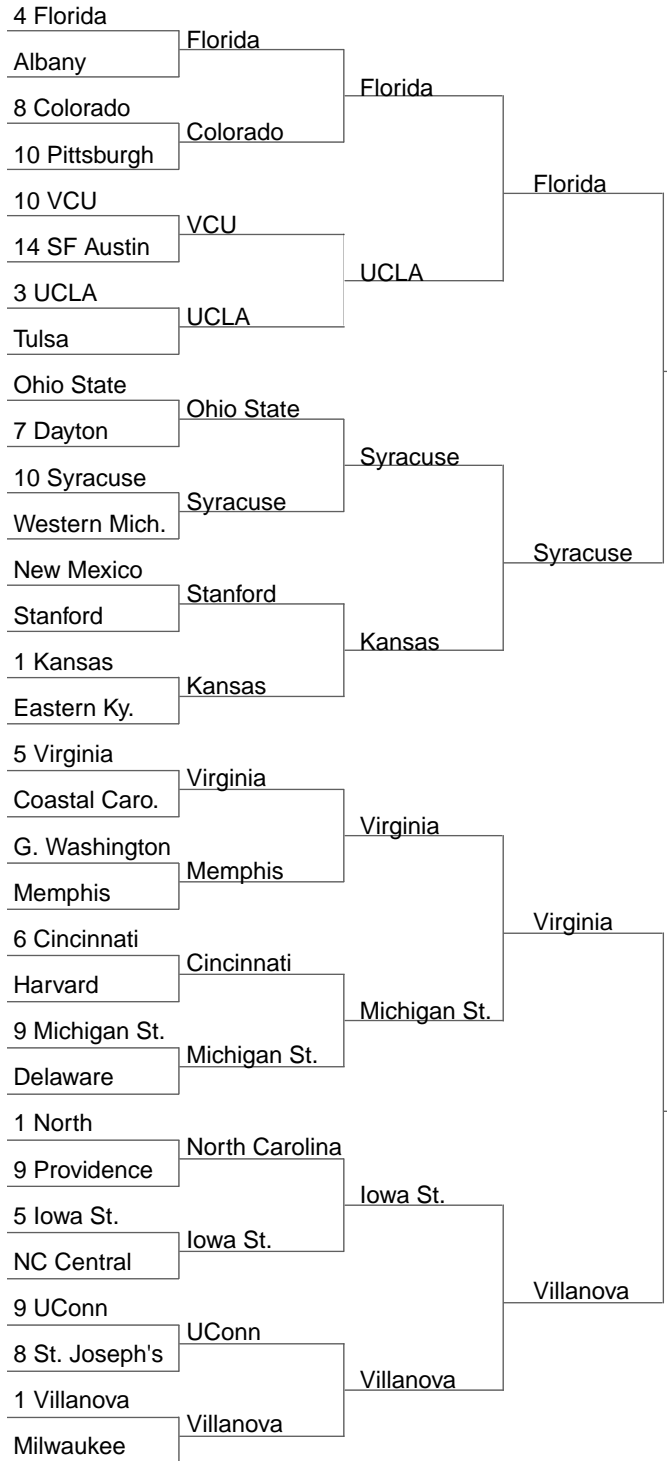 4 Florida
Albany
8 Colorado
10 Pittsburgh
10 VCU
14 SF Austin
3 UCLA
Tulsa
Ohio State
7 Dayton
10 Syracuse
Western Mich.
New Mexico
Stanford
1 Kansas
Eastern Ky.
5 Virginia
Coastal Caro.
G. Washington
Memphis
6 Cincinnati
Harvard
9 Michigan St.
Delaware
1 North
9 Providence
5 Iowa St.
NC Central
9 UConn
8 St. Joseph's
1 Villanova
Milwaukee
Florida
Colorado
VCU
UCLA
Ohio State
Syracuse
Stanford
Kansas
Virginia
Memphis
Cincinnati
Michigan St.
North Carolina
Iowa St.
UConn
Villanova
Florida
UCLA
Syracuse
Kansas
Virginia
Michigan St.
Iowa St.
Villanova
Florida
Syracuse
Virginia
Villanova